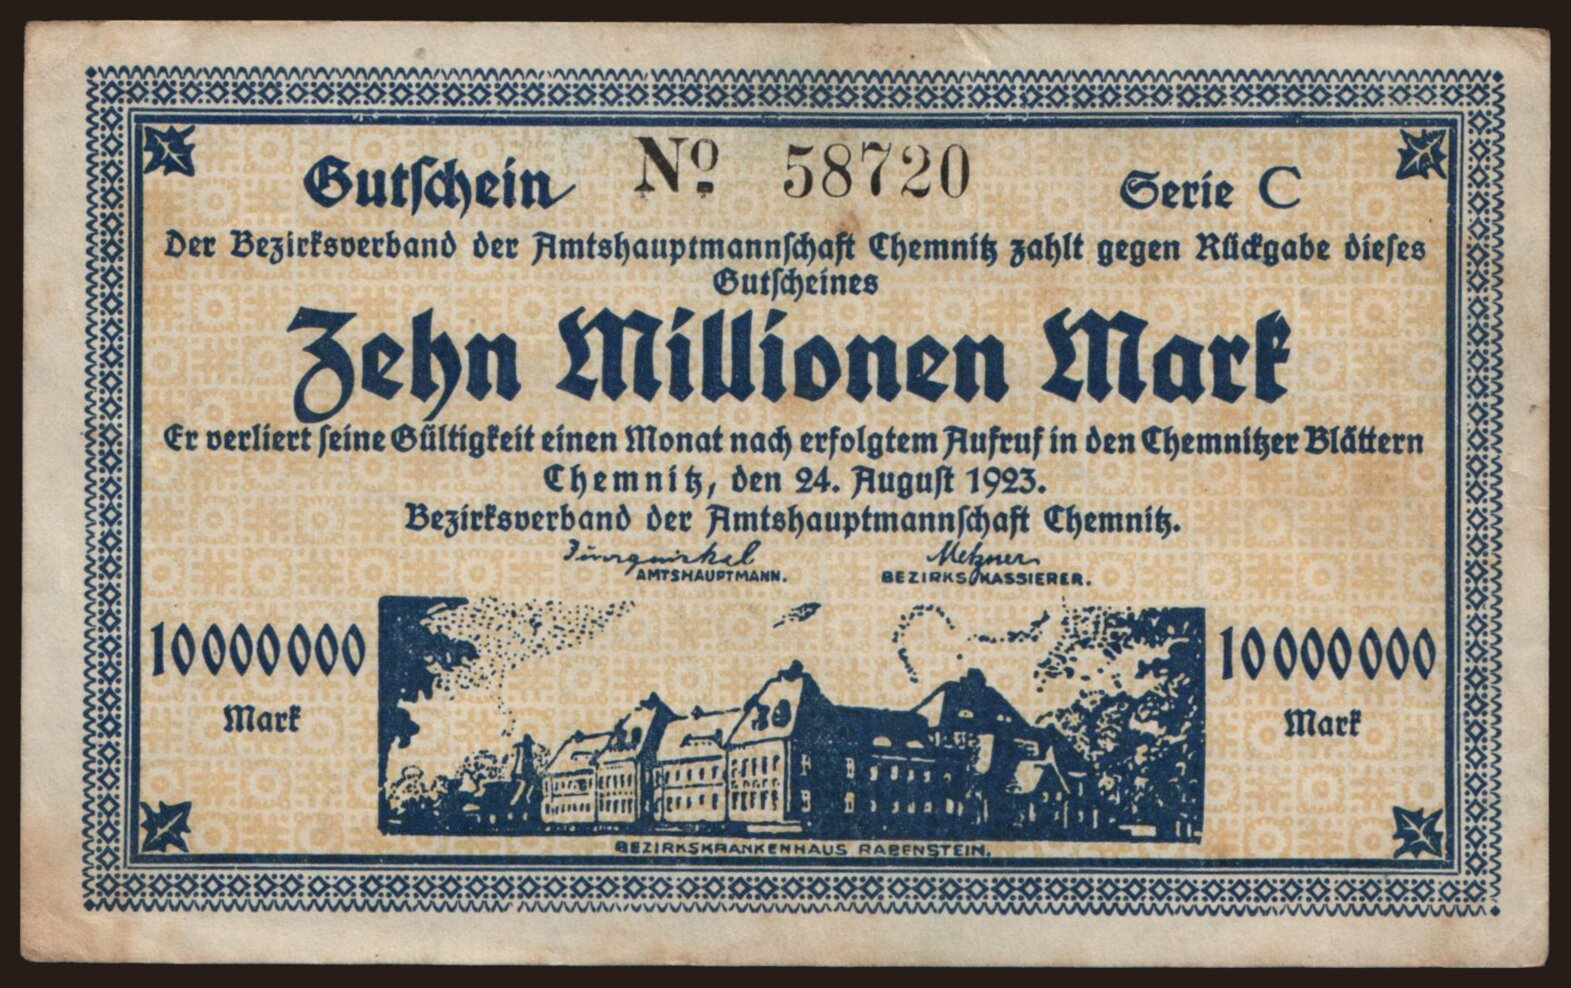 Gutschein No 58720 Serie C
Der Bezirksverband der Amtshauptmannschaft Chemnitz zahlt gegen Rückgabe dieses
Gutscheines
Zehn Millionen Mark
Er verliert seine Gültigkeit einen Monat nach erfolgtem Aufruf in den Chemnitzer Blättern
Chemnitz, den 24. August 1923.
Bezirksverband der Amtshauptmannschaft Chemnitz.
Metzner
AMTSHAUPTMANN. BEZIRKSKASSIERER.
10000000 10000000
Mark Mark
BEZIRKSKRANKENHAUS RABENSTEIN.